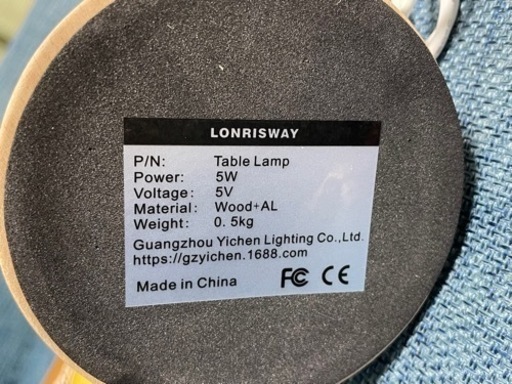 LONRISWAY
P/N: Table Lamp
Power: 5W
Voltage: 5V
Material: Wood+AL
Weight: 0.5kg
Guangzhou Yichen Lighting Co.,Ltd.
https://gzyichen.1688.com
Made in China FC CE